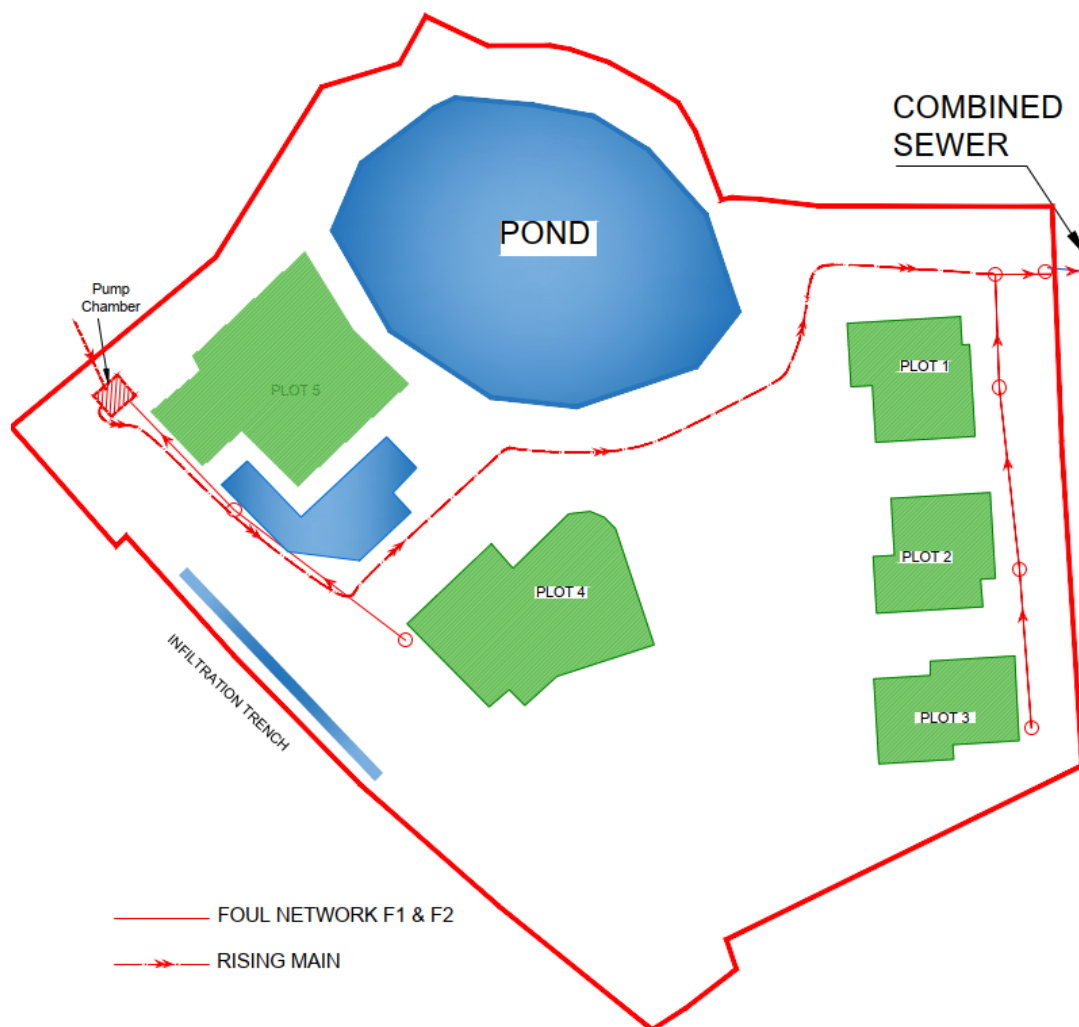 COMBINED
SEWER
POND
Pump
Chamber
PLOT 1
PLOT 5
PLOT 2
PLOT 4
PLOT 3
INFILTRATION TRENCH
FOUL NETWORK F1 & F2
RISING MAIN